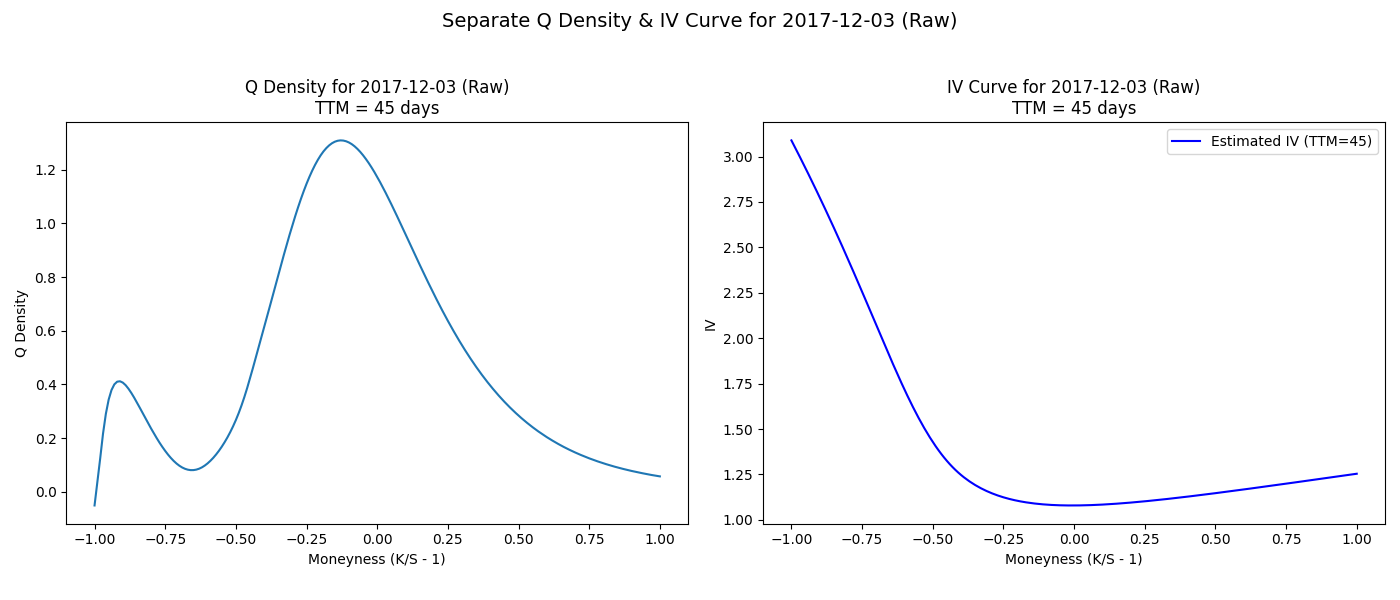 Separate Q Density & IV Curve for 2017-12-03 (Raw)
Q Density for 2017-12-03 (Raw)
TTM = 45 days
Q Density
1.2
1.0
0.8
0.6
0.4
0.2
0.0
−1.00 −0.75 −0.50 −0.25 0.00 0.25 0.50 0.75 1.00
Moneyness (K/S - 1)
IV Curve for 2017-12-03 (Raw)
TTM = 45 days
Estimated IV (TTM=45)
IV
3.00
2.75
2.50
2.25
2.00
1.75
1.50
1.25
1.00
−1.00 −0.75 −0.50 −0.25 0.00 0.25 0.50 0.75 1.00
Moneyness (K/S - 1)